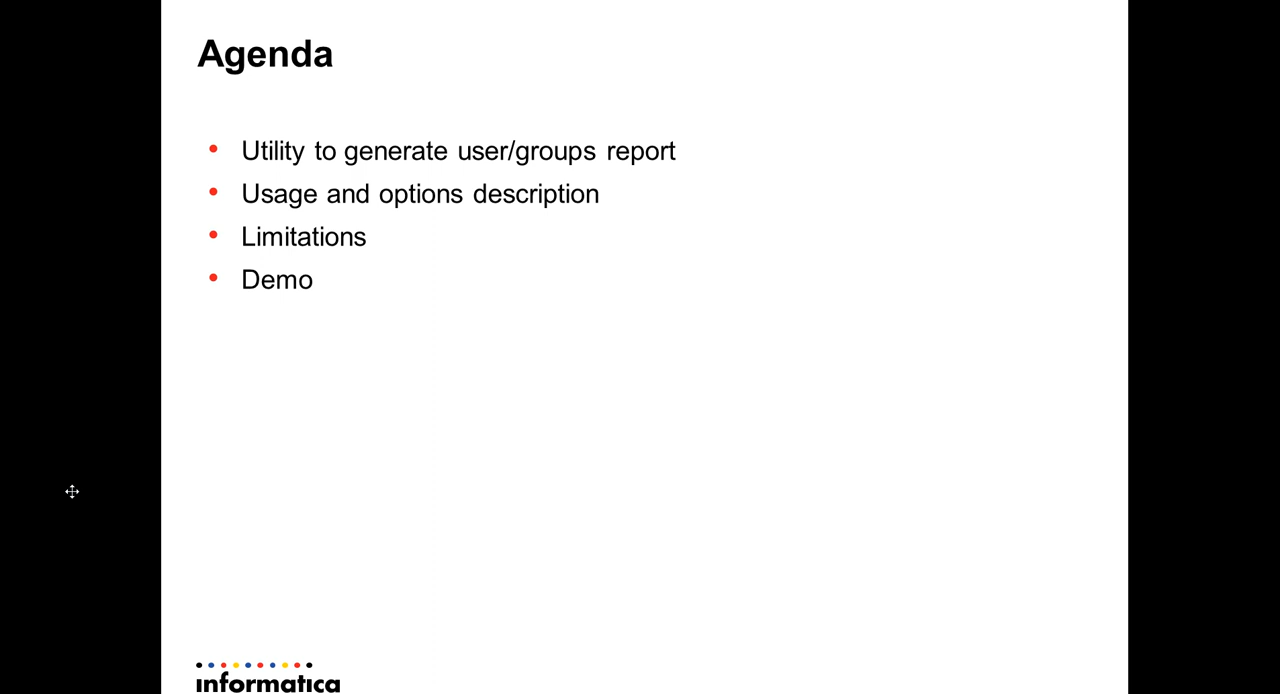 Agenda
• Utility to generate user/groups report
• Usage and options description
• Limitations
• Demo
informatica